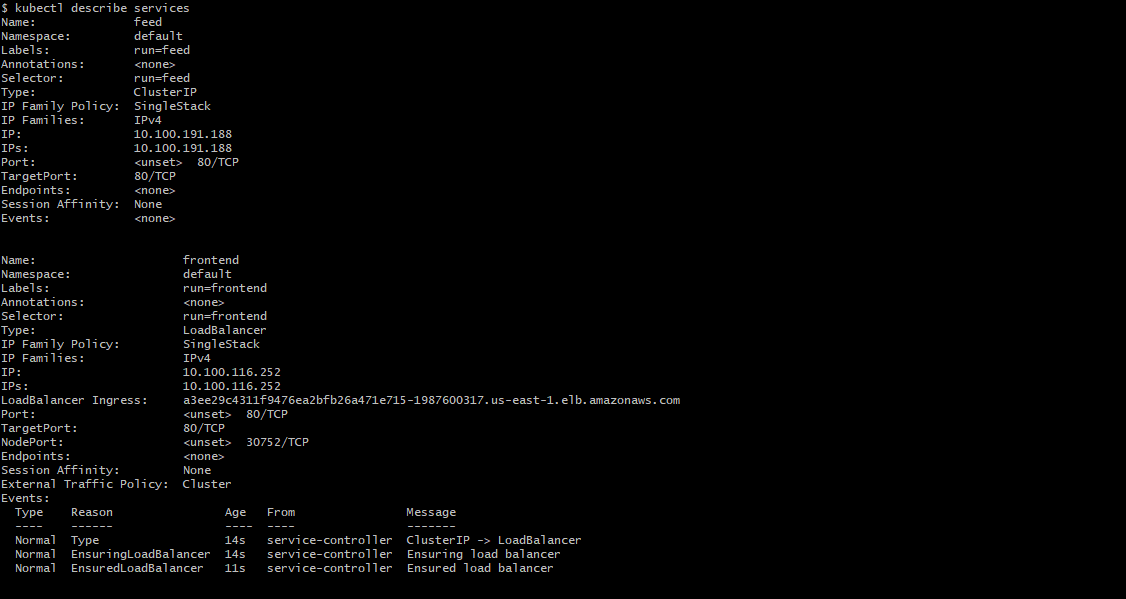 $ kubectl describe services
Name:              feed
Namespace:         default
Labels:            run=feed
Annotations:       <none>
Selector:          run=feed
Type:              ClusterIP
IP Family Policy:  SingleStack
IP Families:       IPv4
IP:                10.100.191.188
IPs:               10.100.191.188
Port:              <unset>  80/TCP
TargetPort:        80/TCP
Endpoints:         <none>
Session Affinity:  None
Events:            <none>
Name:                     frontend
Namespace:                default
Labels:                   run=frontend
Annotations:              <none>
Selector:                 run=frontend
Type:                     LoadBalancer
IP Family Policy:         SingleStack
IP Families:              IPv4
IP:                       10.100.116.252
IPs:                      10.100.116.252
LoadBalancer Ingress:     a3ee29c4311f9476ea2bfb26a471e715-1987600317.us-east-1.elb.amazonaws.com
Port:                     <unset>  80/TCP
TargetPort:               80/TCP
NodePort:                 <unset>  30752/TCP
Endpoints:                <none>
Session Affinity:         None
External Traffic Policy:  Cluster
Events:
  Type    Reason                Age   From                Message
  ----    ------                ----  ----                -------
  Normal  Type                  14s   service-controller  ClusterIP -> LoadBalancer
  Normal  EnsuringLoadBalancer  14s   service-controller  Ensuring load balancer
  Normal  EnsuredLoadBalancer   11s   service-controller  Ensured load balancer